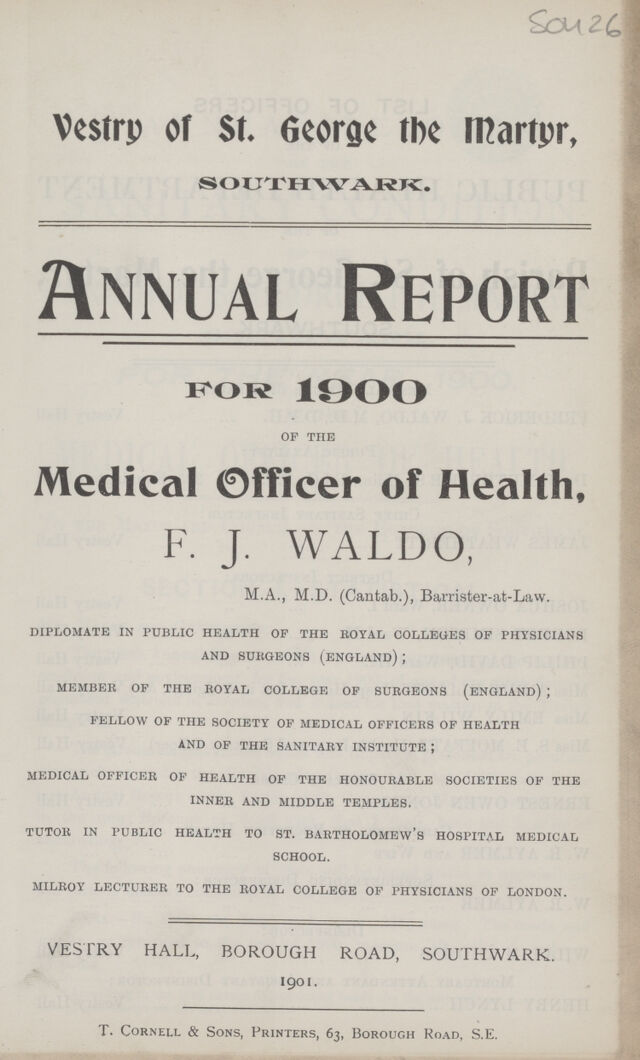 SOU 26
Vestry of St. George the Martyr,
SOUTHWARK.
ANNUAL REPORT
FOR 1900
OF THE
Medical Officer of Health,
F. J. WALDO,
M.A., M.D. (Cantab.), Barrister-at-Law.
DIPLOMATE IN PUBLIC HEALTH OF THE ROYAL COLLEGES OF PHYSICIANS
AND SURGEONS (ENGLAND);
MEMBER OF THE ROYAL COLLEGE OF SURGEONS (ENGLAND);
FELLOW OF THE SOCIETY OF MEDICAL OFFICERS OF HEALTH
AND OF THE SANITARY INSTITUTE;
MEDICAL OFFICER OF HEALTH OF THE HONOURABLE SOCIETIES OF THE
INNER AND MIDDLE TEMPLES.
TUTOR IN PUBLIC HEALTH TO ST. BARTHOLOMEW'S HOSPITAL MEDICAL
SCHOOL.
MILROY LECTURER TO THE ROYAL COLLEGE OF PHYSICIANS OF LONDON.
VESTRY HALL, BOROUGH ROAD, SOUTHWARK.
1901.
T. CORNELL & SONS, PRINTERS, 63, BOROUGH ROAD, S.E.